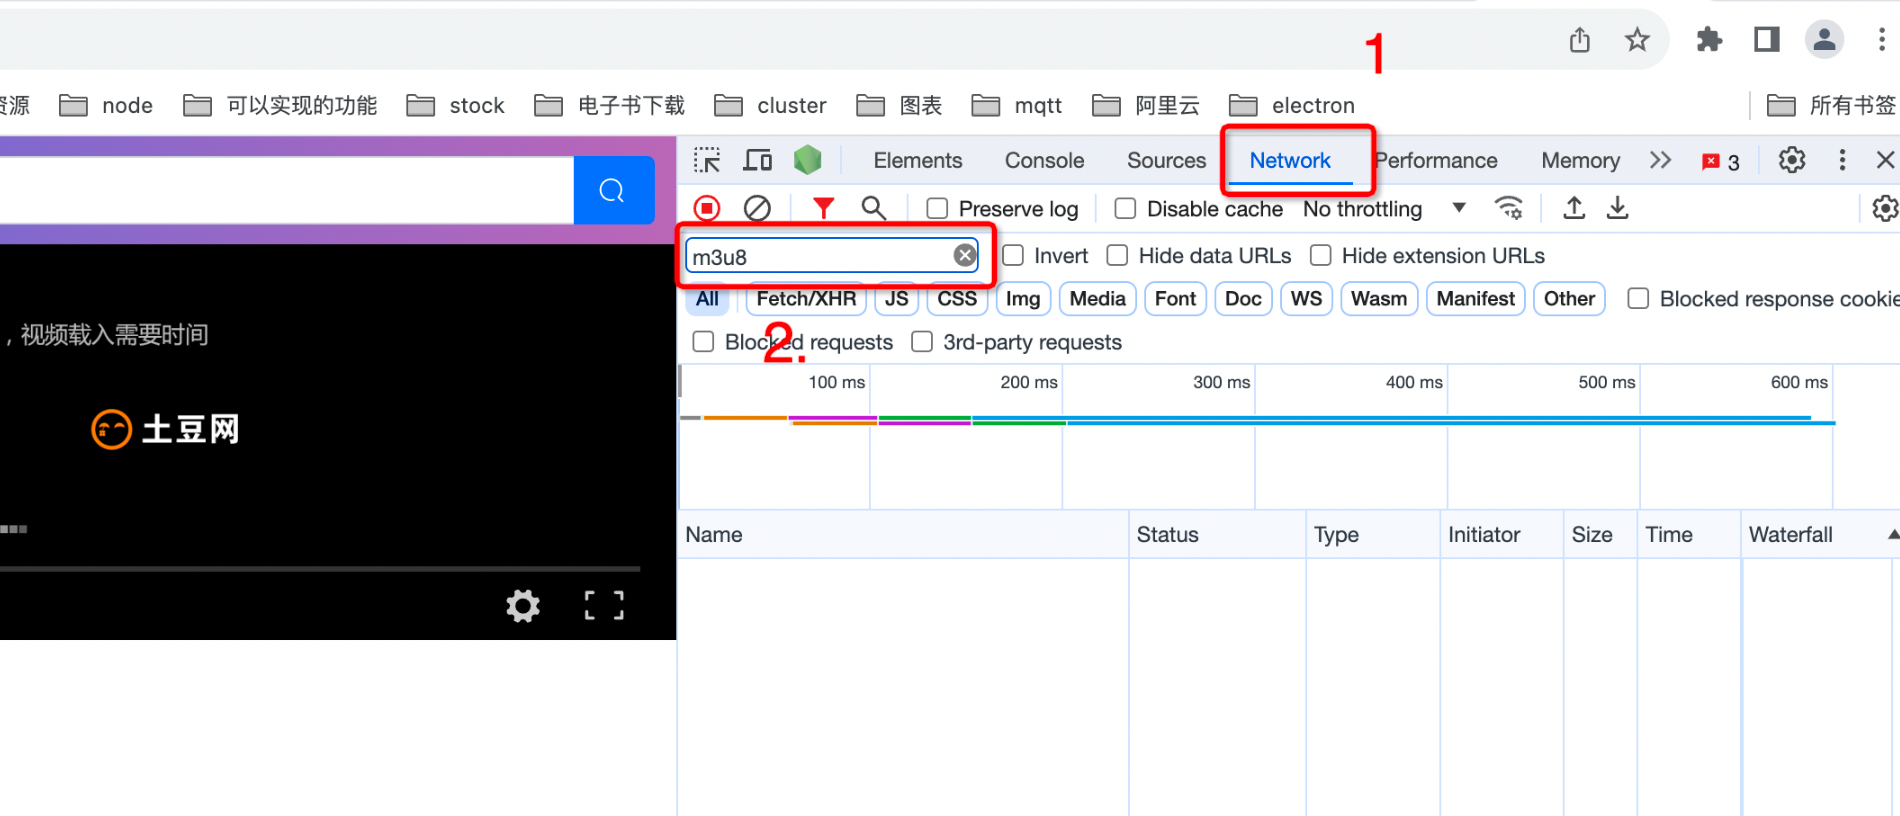 1
资源 node 可以实现的功能 stock 电子书下载 cluster 图表 mqtt 阿里云 electron 所有书签
Elements Console Sources Network Performance Memory 3
Preserve log Disable cache No throttling
m3u8 Invert Hide data URLs Hide extension URLs
All Fetch/XHR JS CSS Img Media Font Doc WS Wasm Manifest Other Blocked response cookie
2.
Blocked requests 3rd-party requests
，视频载入需要时间
100 ms 200 ms 300 ms 400 ms 500 ms 600 ms
土豆网
Name Status Type Initiator Size Time Waterfall